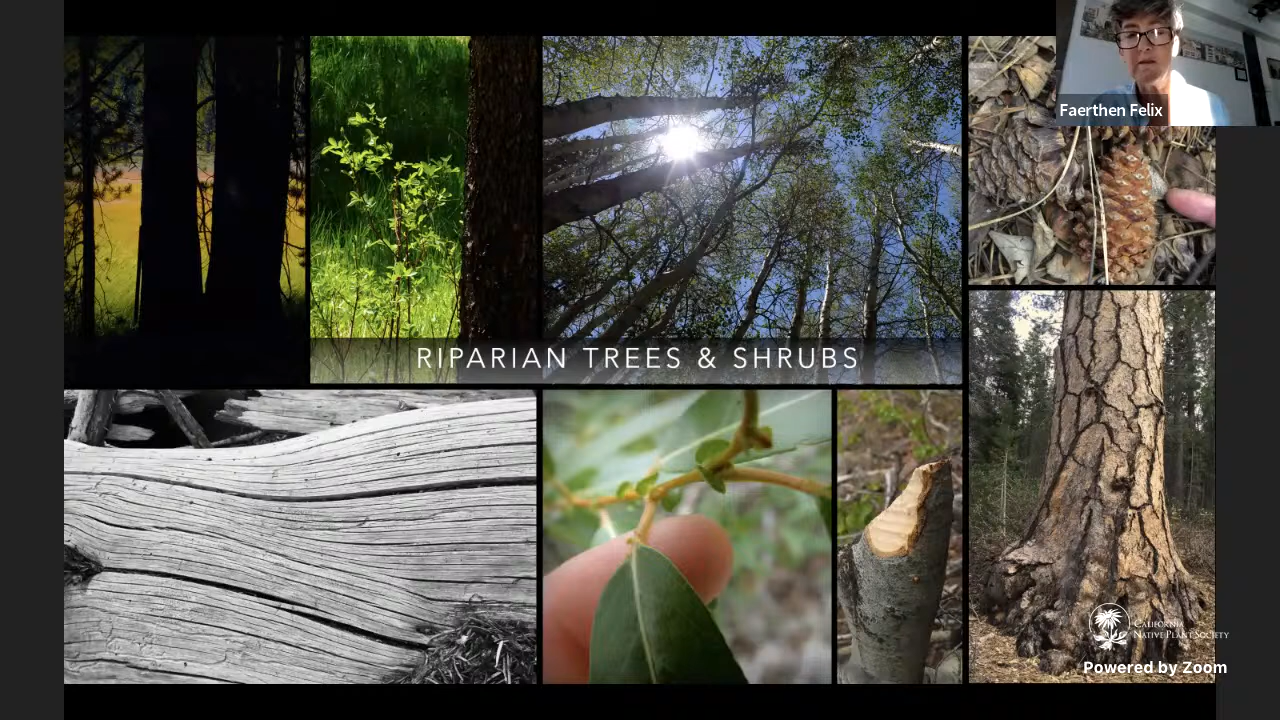 Faerthen Felix
RIPARIAN TREES & SHRUBS
CALIFORNIA
NATIVE PLANT SOCIETY
Powered by Zoom